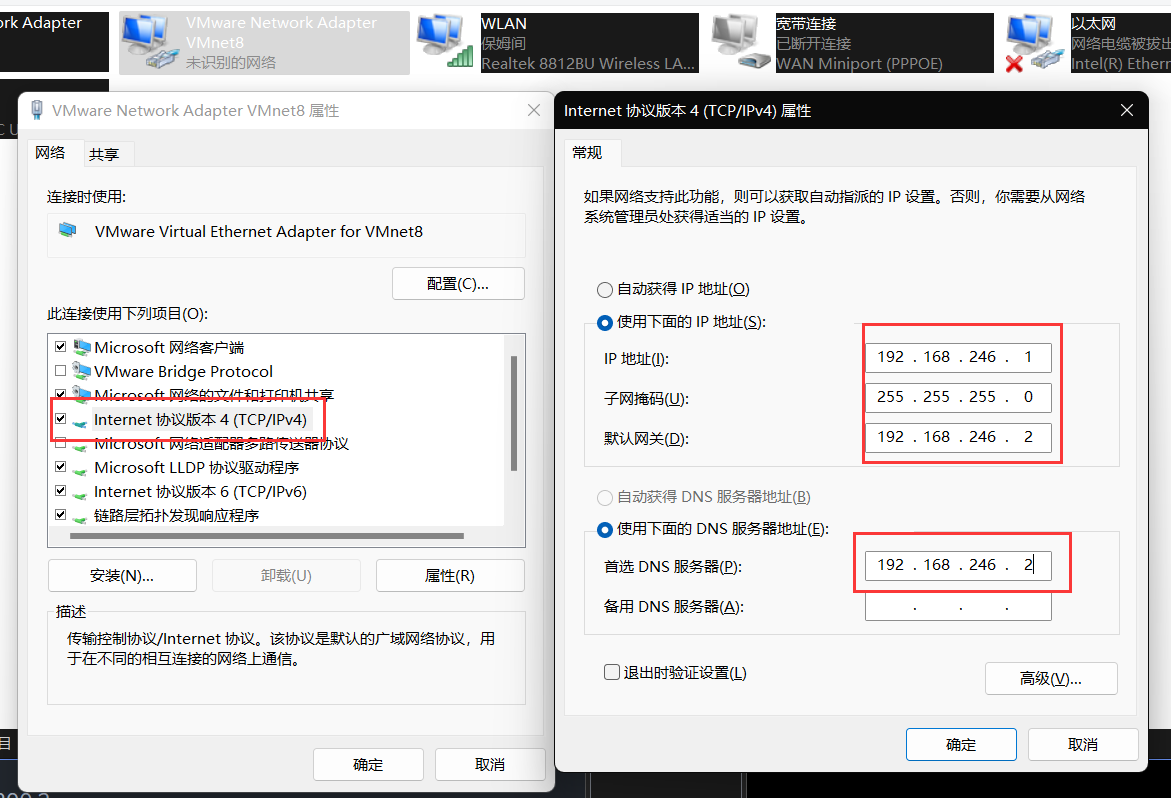 rk Adapter
VMware Network Adapter
VMnet8
未识别的网络
WLAN
保姆间
Realtek 8812BU Wireless LA...
宽带连接
已断开连接
WAN Miniport (PPPOE)
以太网
网络电缆被拔出
Intel(R) Ethern
VMware Network Adapter VMnet8 属性
网络
共享
连接时使用:
VMware Virtual Ethernet Adapter for VMnet8
配置(C)...
此连接使用下列项目(O):
Microsoft 网络客户端
VMware Bridge Protocol
Microsoft 网络的文件和打印机共享
Internet 协议版本 4 (TCP/IPv4)
Microsoft 网络适配器多路传送器协议
Microsoft LLDP 协议驱动程序
Internet 协议版本 6 (TCP/IPv6)
链路层拓扑发现响应程序
安装(N)...
卸载(U)
属性(R)
描述
传输控制协议/Internet 协议。该协议是默认的广域网络协议，用
于在不同的相互连接的网络上通信。
确定
取消
Internet 协议版本 4 (TCP/IPv4) 属性
常规
如果网络支持此功能，则可以获取自动指派的 IP 设置。否则，你需要从网络
系统管理员处获得适当的 IP 设置。
自动获得 IP 地址(O)
使用下面的 IP 地址(S):
IP 地址(I): 192 . 168 . 246 . 1
子网掩码(U): 255 . 255 . 255 . 0
默认网关(D): 192 . 168 . 246 . 2
自动获得 DNS 服务器地址(B)
使用下面的 DNS 服务器地址(E):
首选 DNS 服务器(P): 192 . 168 . 246 . 2
备用 DNS 服务器(A): . . .
退出时验证设置(L)
高级(V)...
确定
取消
目